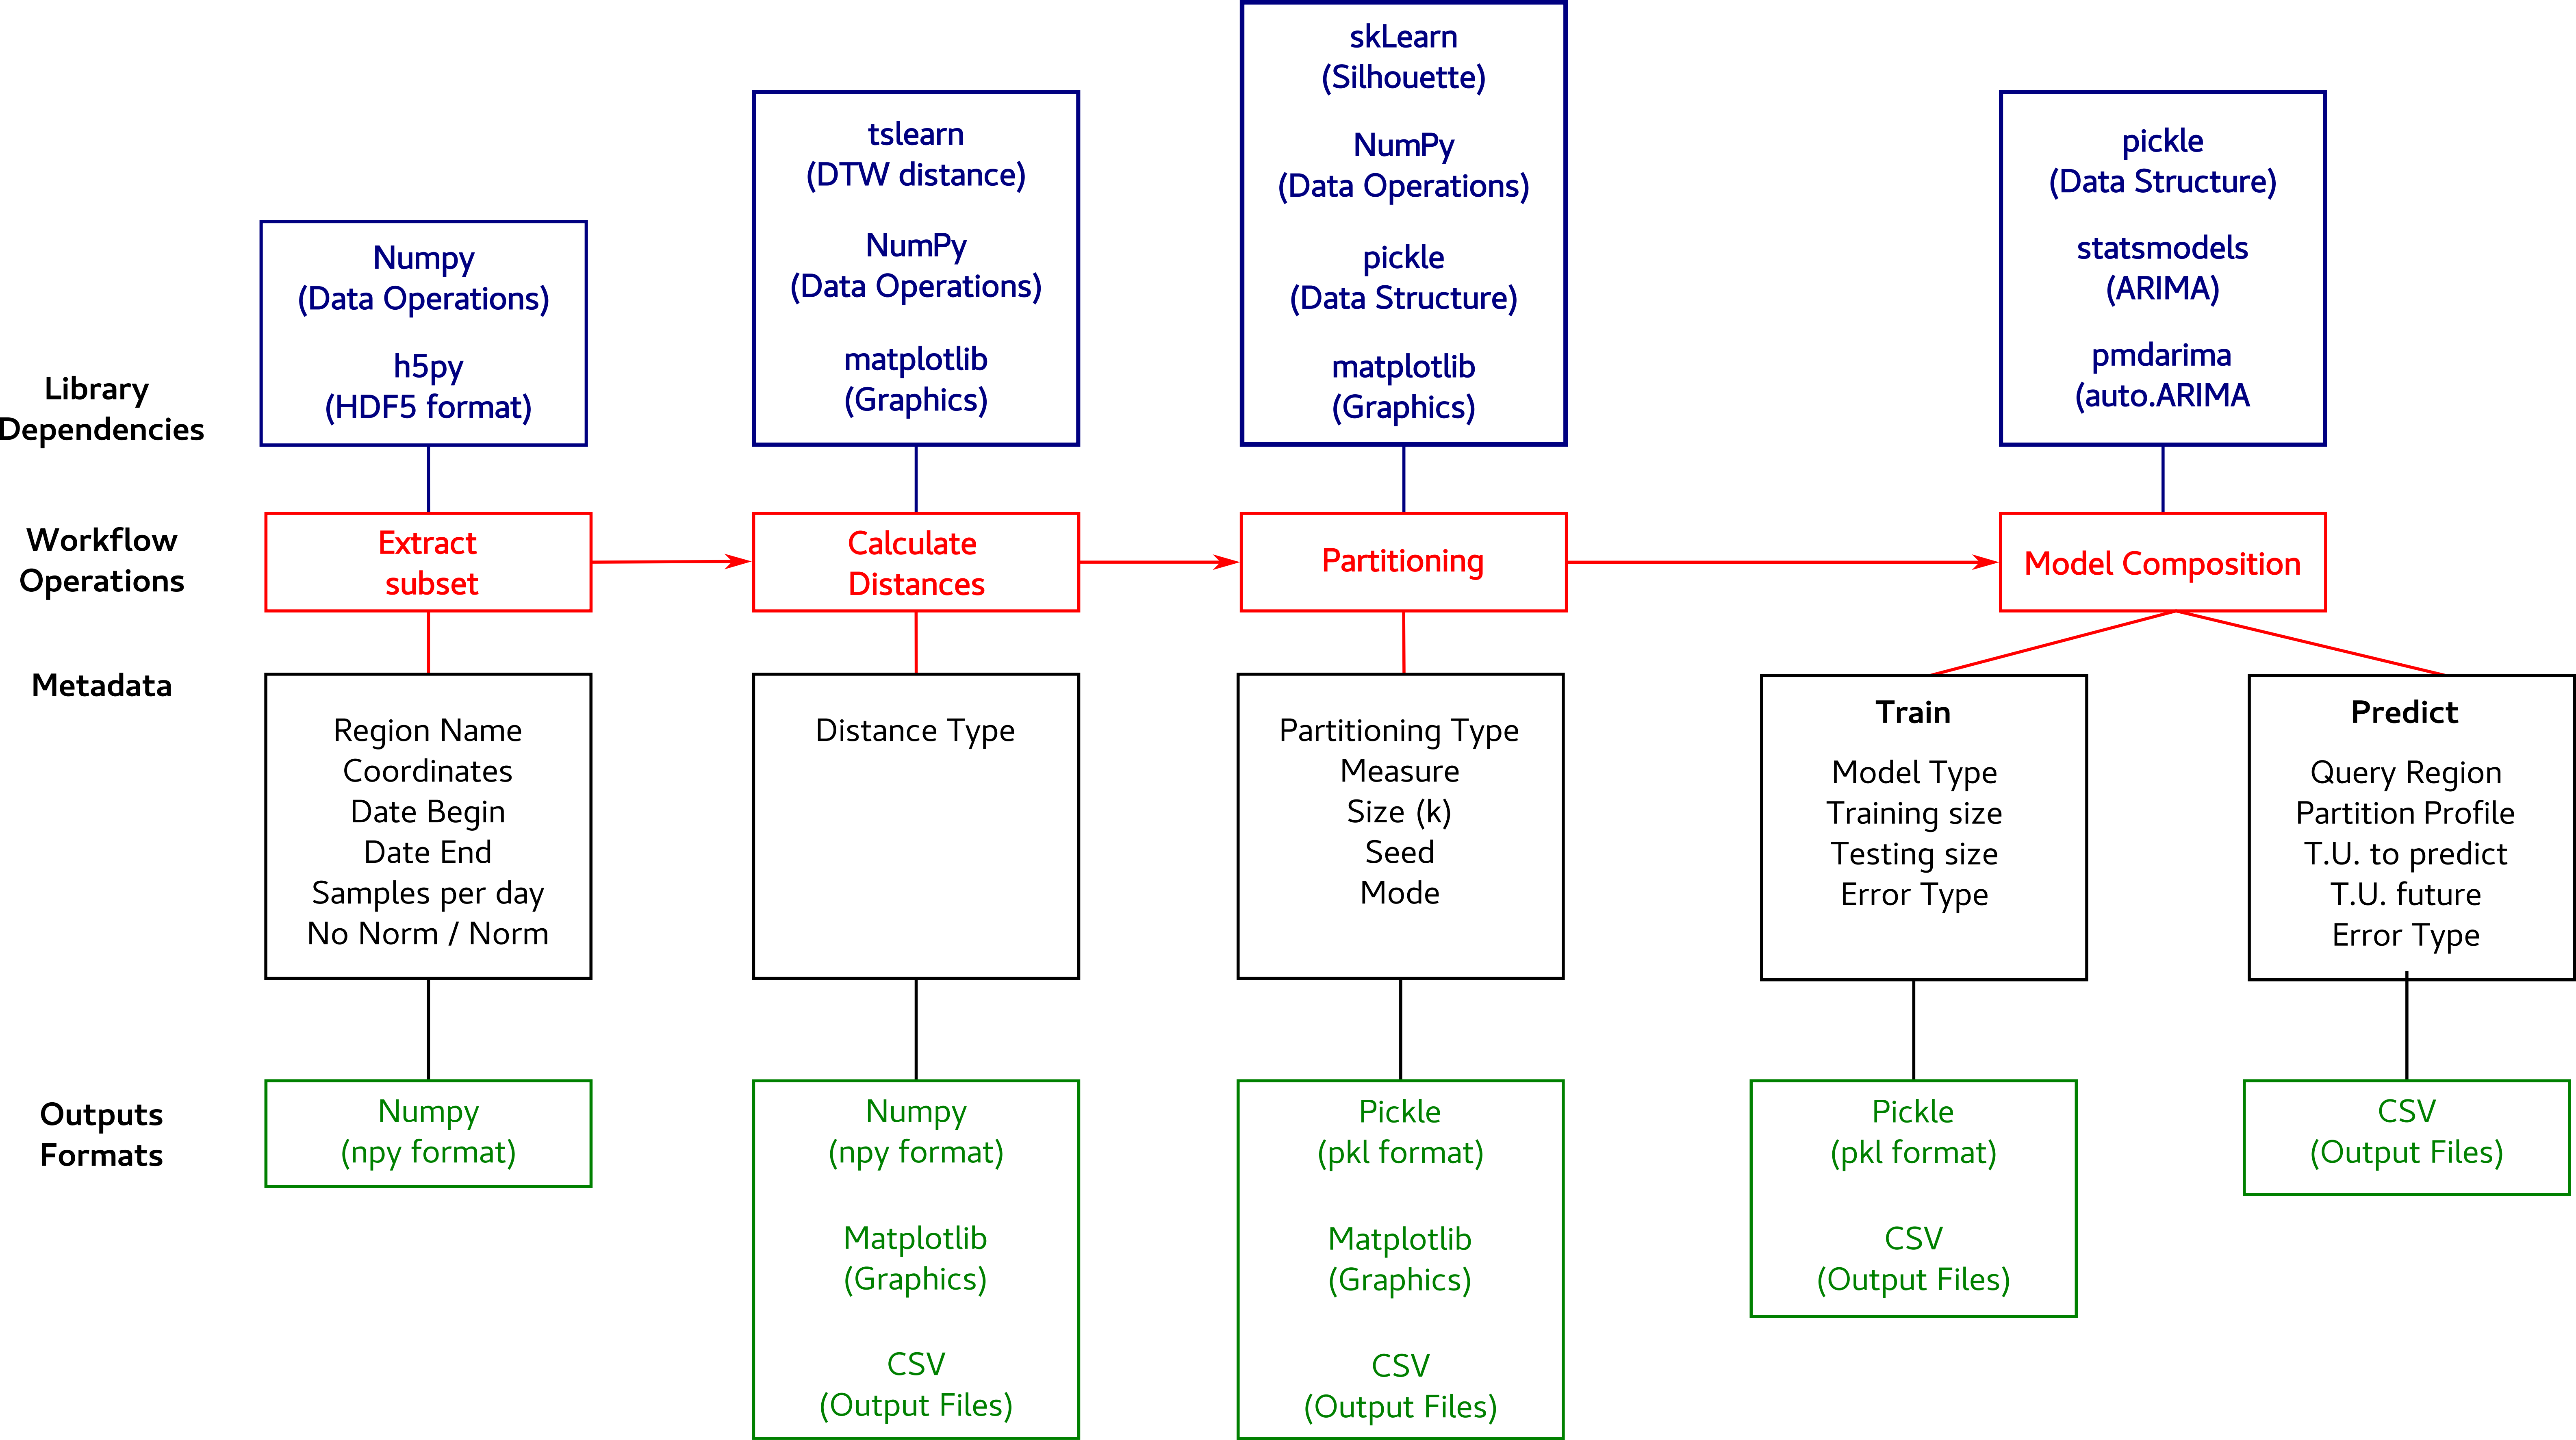 Library
Dependencies
Numpy
(Data Operations)
h5py
(HDF5 format)
tslearn
(DTW distance)
NumPy
(Data Operations)
matplotlib
(Graphics)
skLearn
(Silhouette)
NumPy
(Data Operations)
pickle
(Data Structure)
matplotlib
(Graphics)
pickle
(Data Structure)
statsmodels
(ARIMA)
pmdarima
(auto.ARIMA
Workflow
Operations
Extract
subset
Calculate
Distances
Partitioning
Model Composition
Metadata
Region Name
Coordinates
Date Begin
Date End
Samples per day
No Norm / Norm
Distance Type
Partitioning Type
Measure
Size (k)
Seed
Mode
Train
Model Type
Training size
Testing size
Error Type
Predict
Query Region
Partition Profile
T.U. to predict
T.U. future
Error Type
Outputs
Formats
Numpy
(npy format)
Numpy
(npy format)
Matplotlib
(Graphics)
CSV
(Output Files)
Pickle
(pkl format)
Matplotlib
(Graphics)
CSV
(Output Files)
Pickle
(pkl format)
CSV
(Output Files)
CSV
(Output Files)